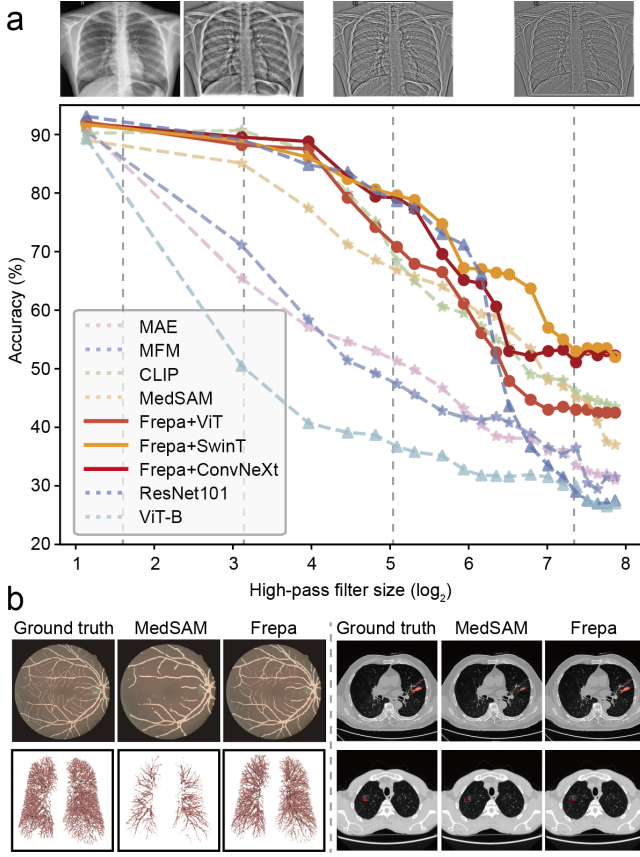 a
90
80
70
60
50
40
30
20
Accuracy (%)
MAE
MFM
CLIP
MedSAM
Frepa+ViT
Frepa+SwinT
Frepa+ConvNeXt
ResNet101
ViT-B
1 2 3 4 5 6 7 8
High-pass filter size (log₂)
b
Ground truth MedSAM Frepa Ground truth MedSAM Frepa